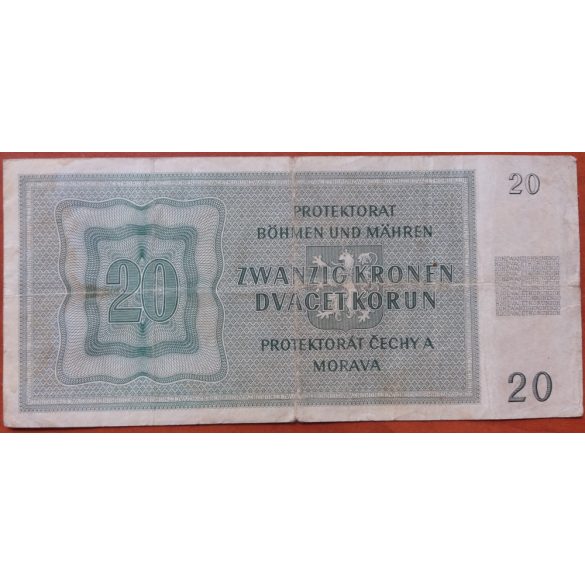 20
PROTEKTORAT
BÖHMEN UND MÄHREN
ZWANZIG KRONEN
DVACET KORUN
PROTEKTORÁT ČECHY A
MORAVA
20
20